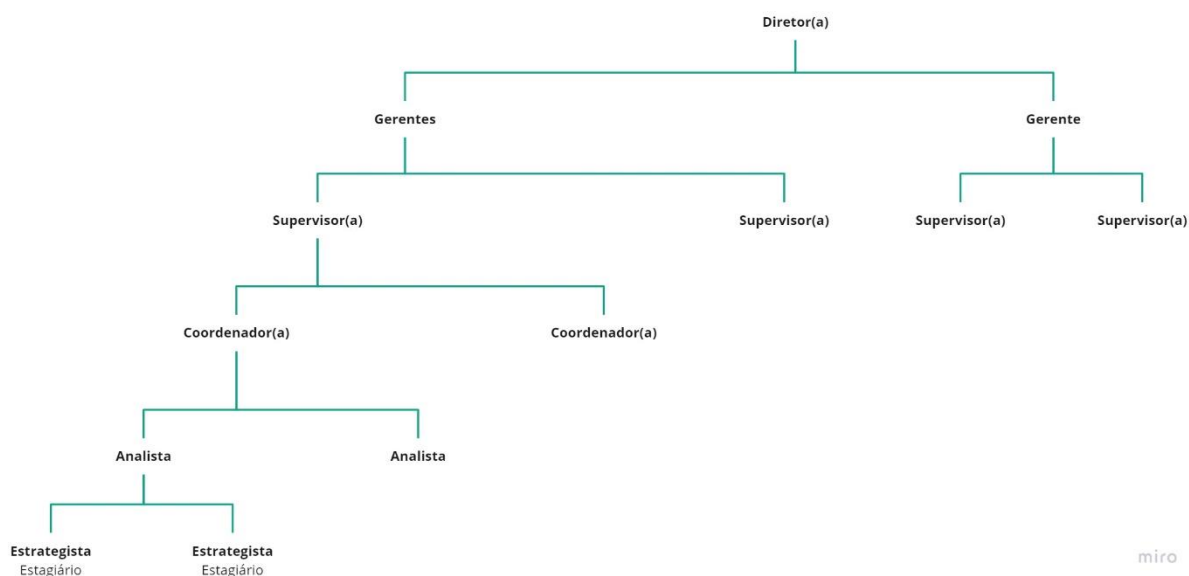 Diretor(a)
Gerentes
Gerente
Supervisor(a)
Supervisor(a)
Supervisor(a)
Supervisor(a)
Coordenador(a)
Coordenador(a)
Analista
Analista
Estrategista
Estagiário
Estrategista
Estagiário
miro